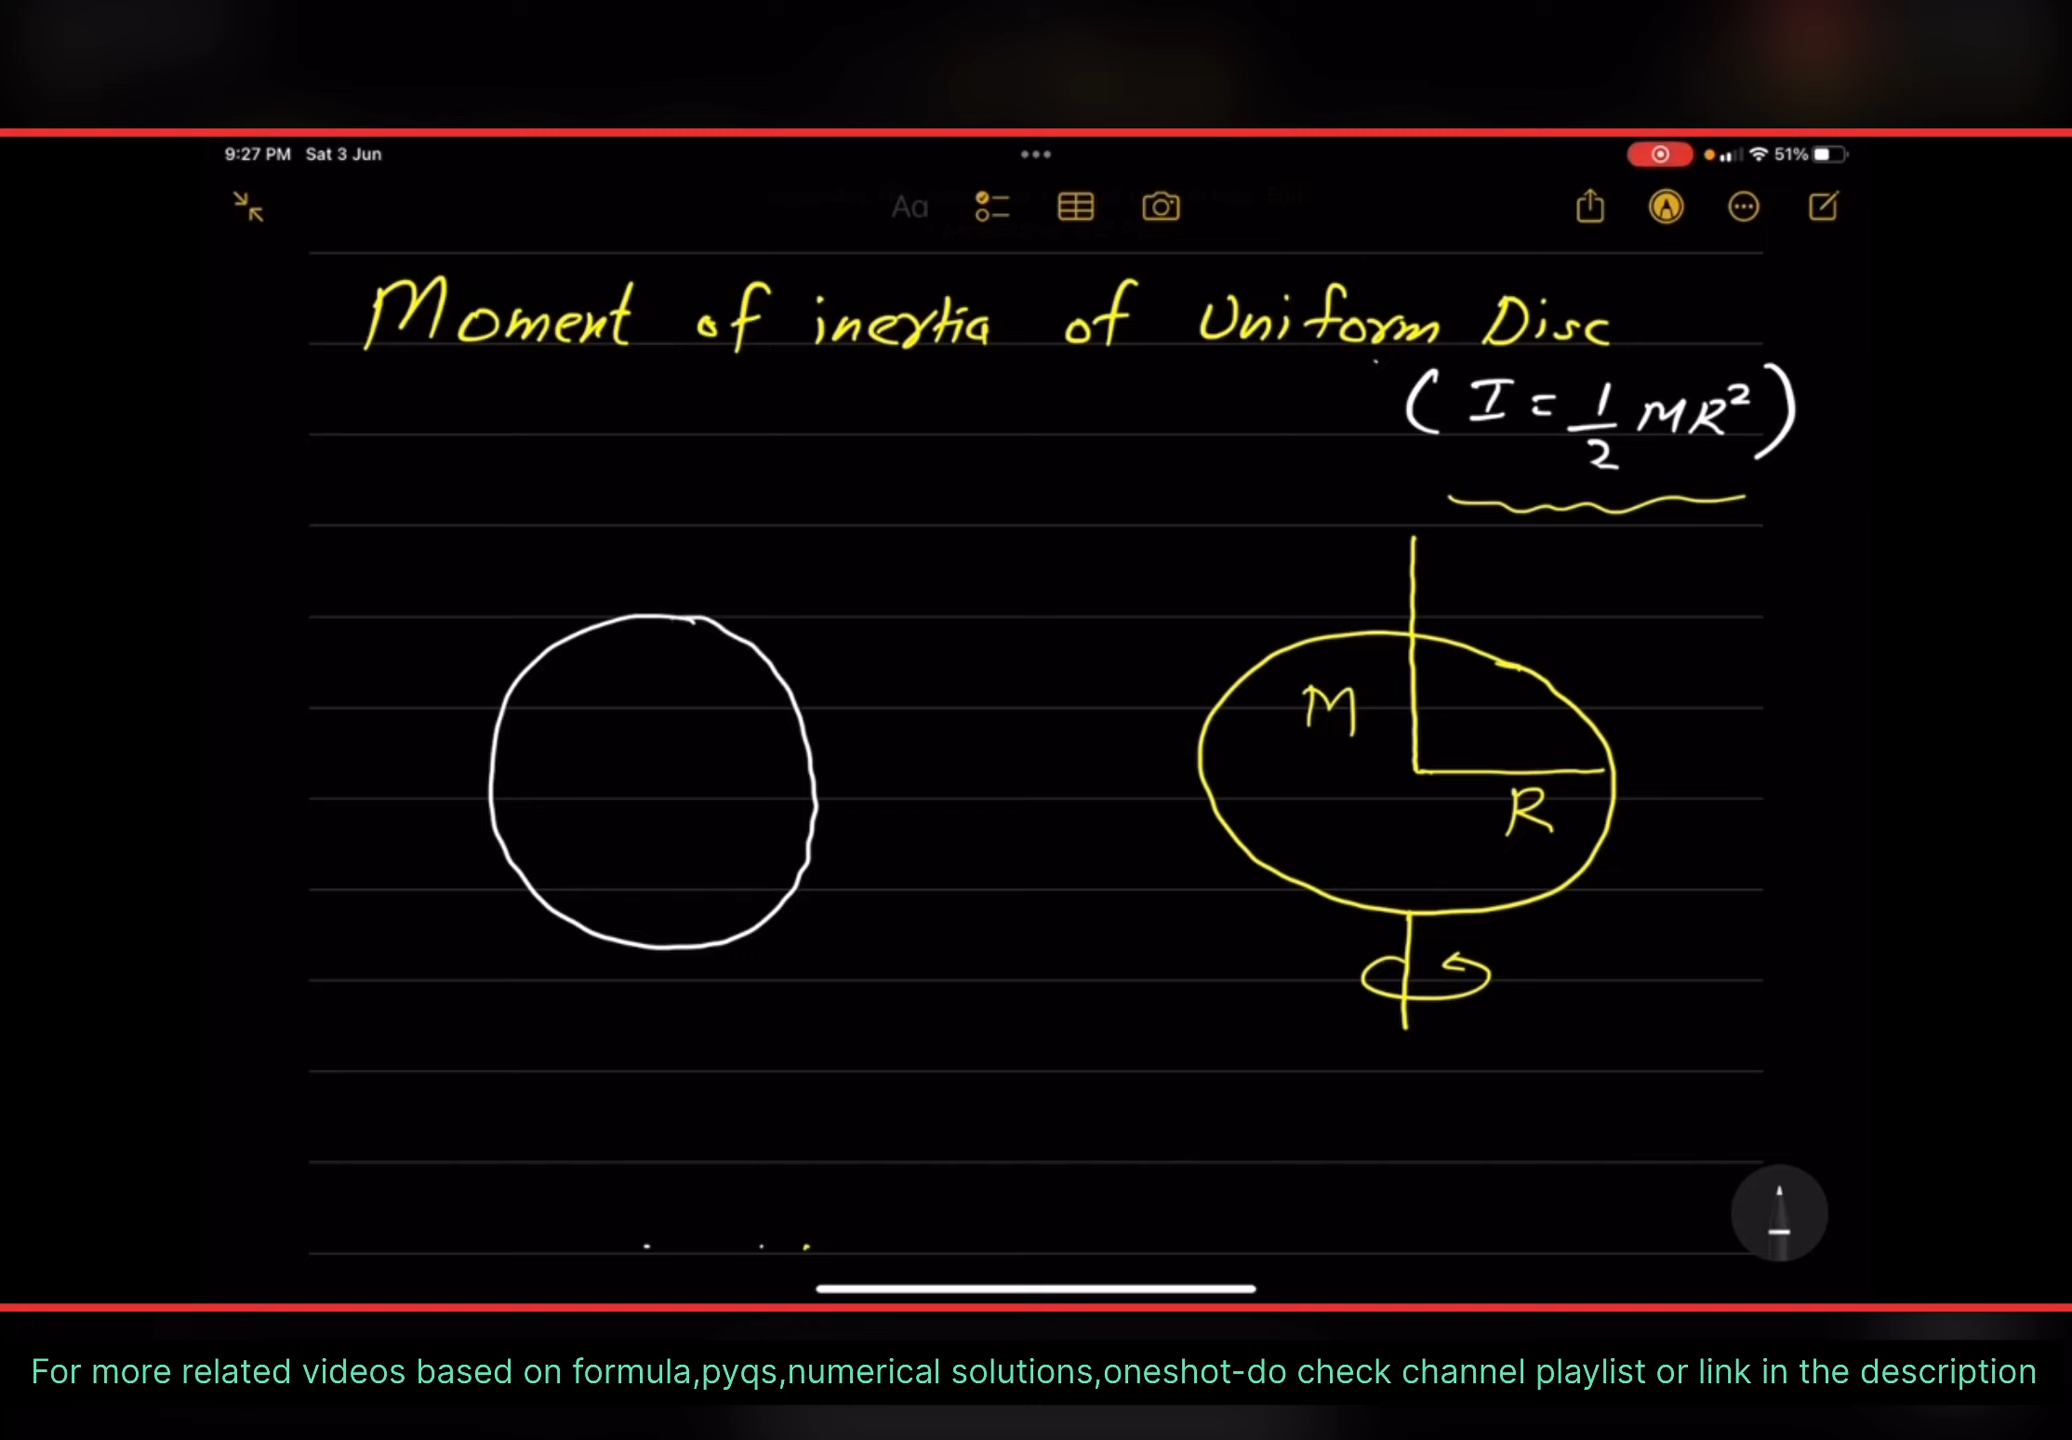 9:27 PM Sat 3 Jun
51%
Aa
Moment of inertia of Uniform Disc
( I = 1/2 MR² )
M
R
For more related videos based on formula,pyqs,numerical solutions,oneshot-do check channel playlist or link in the description